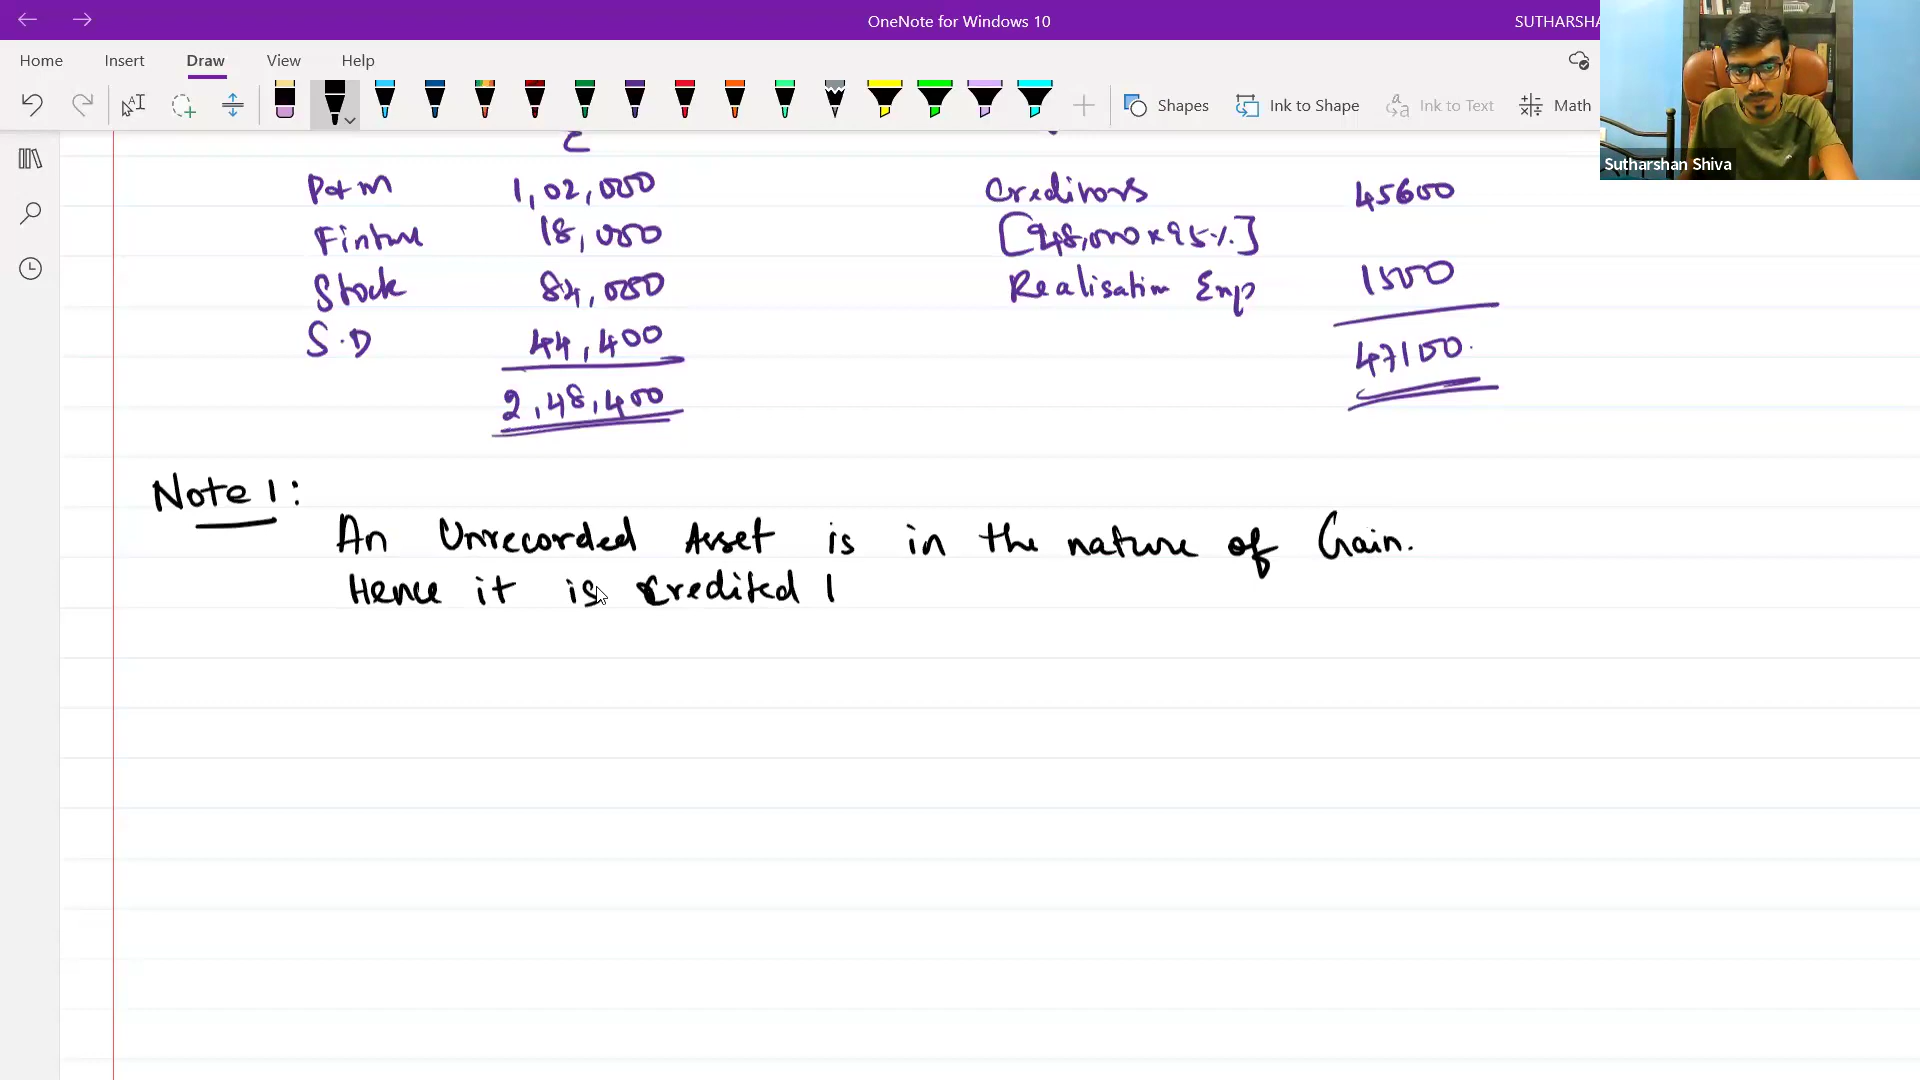 OneNote for Windows 10
SUTHARSHA
Home Insert Draw View Help
Shapes Ink to Shape Ink to Text Math
Sutharshan Shiva
P&M 1,02,000 Creditors 45600
Finture 18,000 [48,000×95%]
Stock 84,000 Realisation Exp 1500
S.D 44,400 47100
2,48,400
Note 1:
An Unrecorded Asset is in the nature of Gain.
Hence it is Credited